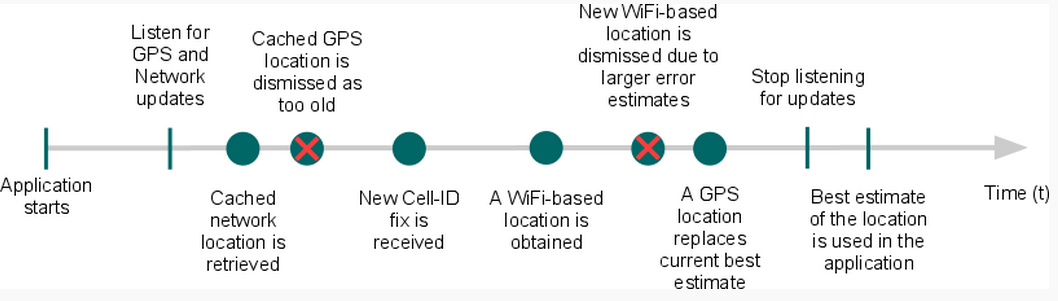 Application
starts
Listen for
GPS and
Network
updates
Cached
network
location is
retrieved
Cached GPS
location is
dismissed as
too old
New Cell-ID
fix is
received
A WiFi-based
location is
obtained
New WiFi-based
location is
dismissed due to
larger error
estimates
A GPS
location
replaces
current best
estimate
Stop listening
for updates
Best estimate
of the location
is used in the
application
Time (t)